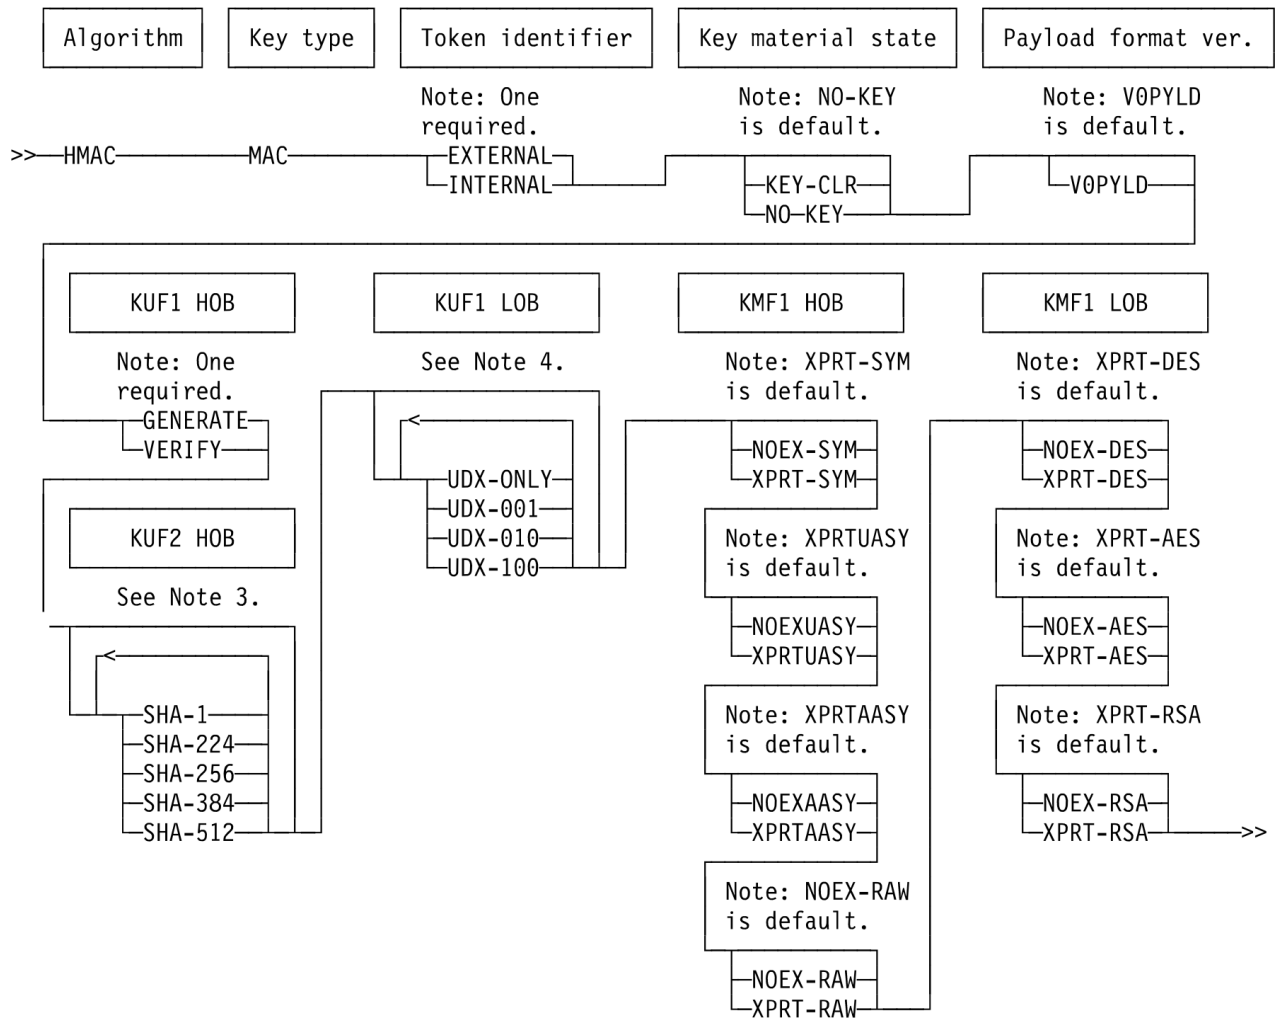 Algorithm
Key type
Token identifier
Key material state
Payload format ver.
Note: One
required.
Note: NO-KEY
is default.
Note: V0PYLD
is default.
>>
HMAC
MAC
EXTERNAL
INTERNAL
KEY-CLR
NO-KEY
V0PYLD
KUF1 HOB
Note: One
required.
GENERATE
VERIFY
KUF2 HOB
See Note 3.
<
SHA-1
SHA-224
SHA-256
SHA-384
SHA-512
KUF1 LOB
See Note 4.
<
UDX-ONLY
UDX-001
UDX-010
UDX-100
KMF1 HOB
Note: XPRT-SYM
is default.
NOEX-SYM
XPRT-SYM
Note: XPRTUASY
is default.
NOEXUASY
XPRTUASY
Note: XPRTAASY
is default.
NOEXAASY
XPRTAASY
Note: NOEX-RAW
is default.
NOEX-RAW
XPRT-RAW
KMF1 LOB
Note: XPRT-DES
is default.
NOEX-DES
XPRT-DES
Note: XPRT-AES
is default.
NOEX-AES
XPRT-AES
Note: XPRT-RSA
is default.
NOEX-RSA
XPRT-RSA
>>